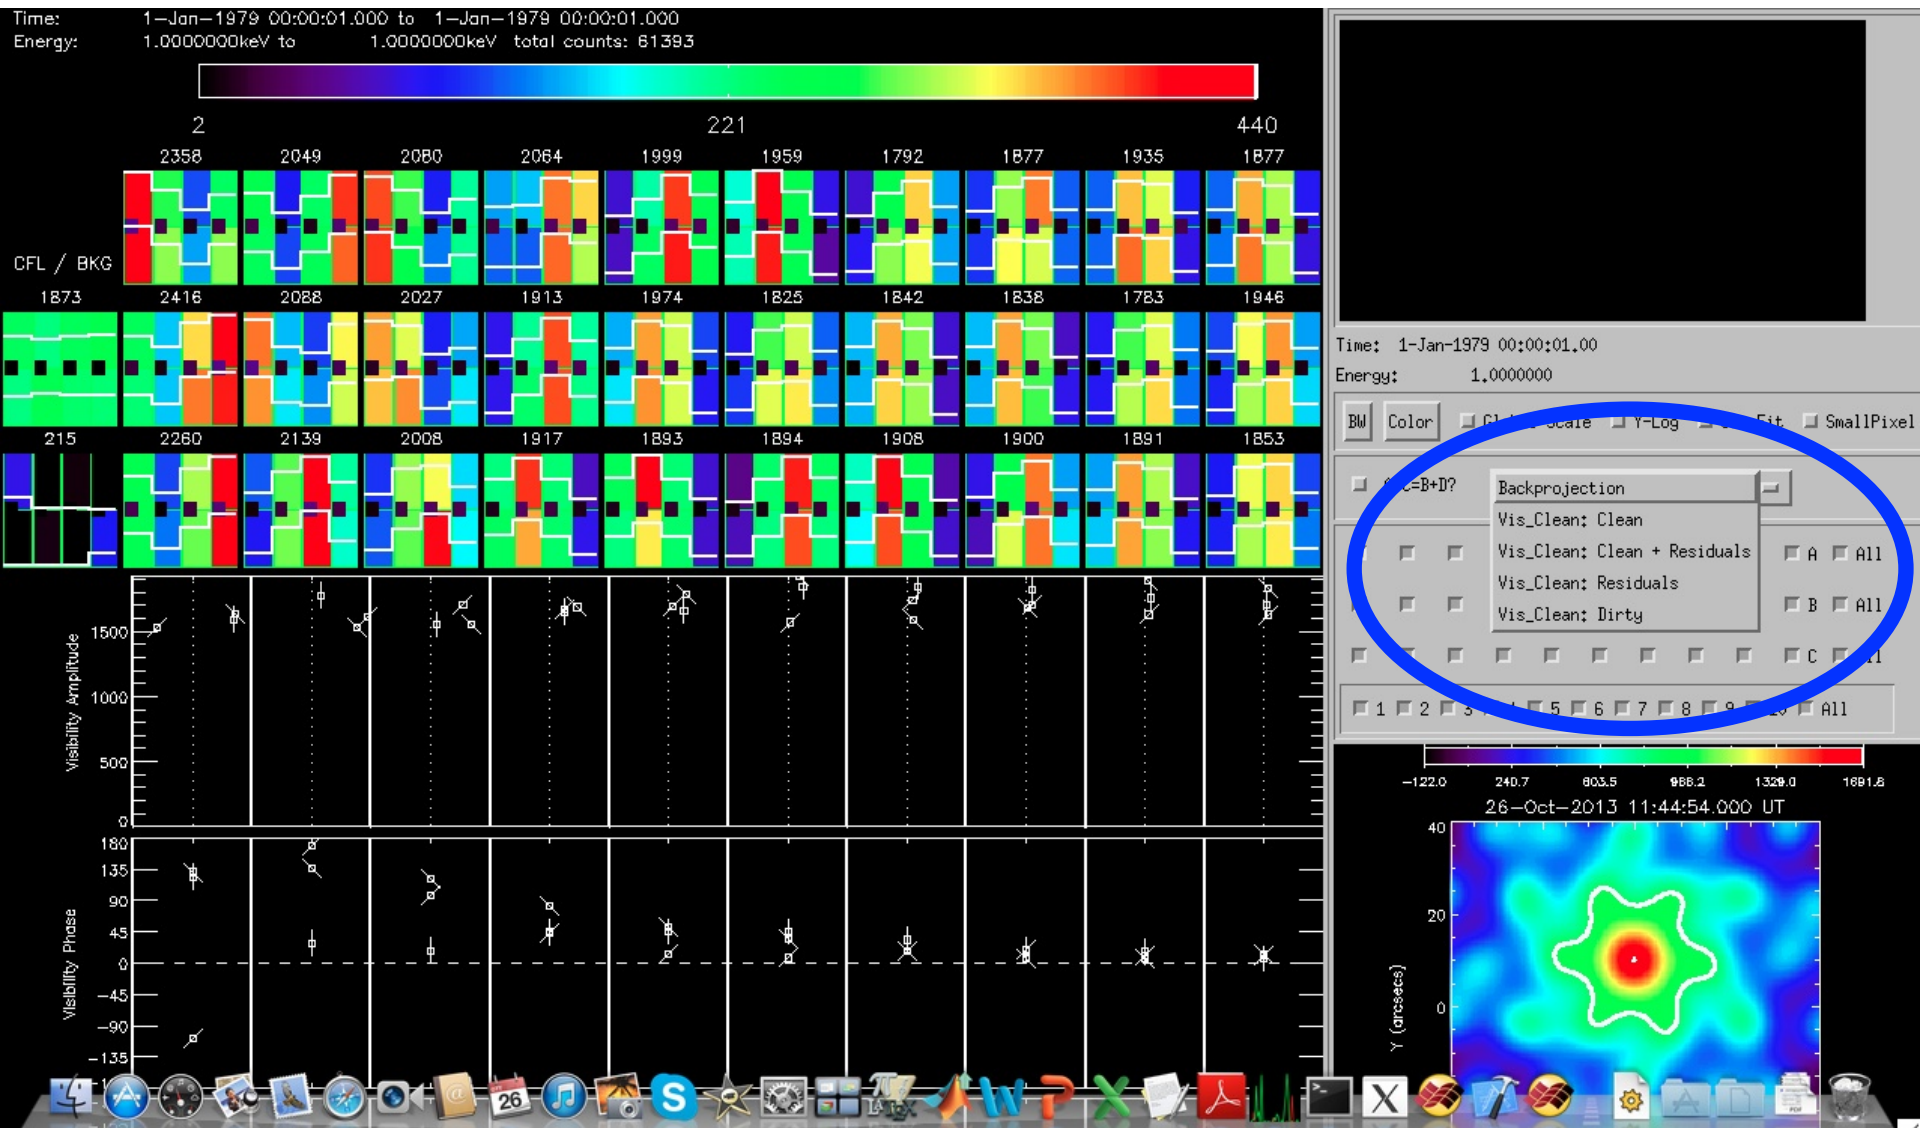 Time: 1-Jan-1979 00:00:01.000 to 1-Jan-1979 00:00:01.000
Energy: 1.0000000keV to 1.0000000keV total counts: 61393
2 221 440
2358 2049 2080 2064 1999 1959 1792 1877 1935 1877
CFL / BKG
1873 2416 2088 2027 1913 1974 1825 1842 1838 1783 1946
215 2260 2139 2008 1917 1893 1894 1908 1900 1891 1853
Visibility Amplitude
1500
1000
500
0
Visibility Phase
180
135
90
45
0
-45
-90
-135
Time: 1-Jan-1979 00:00:01.00
Energy: 1.0000000
BW Color Scale Y-Log Fit SmallPixel
C=B+D?
Backprojection
Vis_Clean: Clean
Vis_Clean: Clean + Residuals
Vis_Clean: Residuals
Vis_Clean: Dirty
A All
B All
C
1 2 3 5 6 7 8 9 All
-122.0 240.7 603.5 966.2 1329.0 1691.8
26-Oct-2013 11:44:54.000 UT
Y (arcsecs)
40
20
0
26
S
W
P
X
X